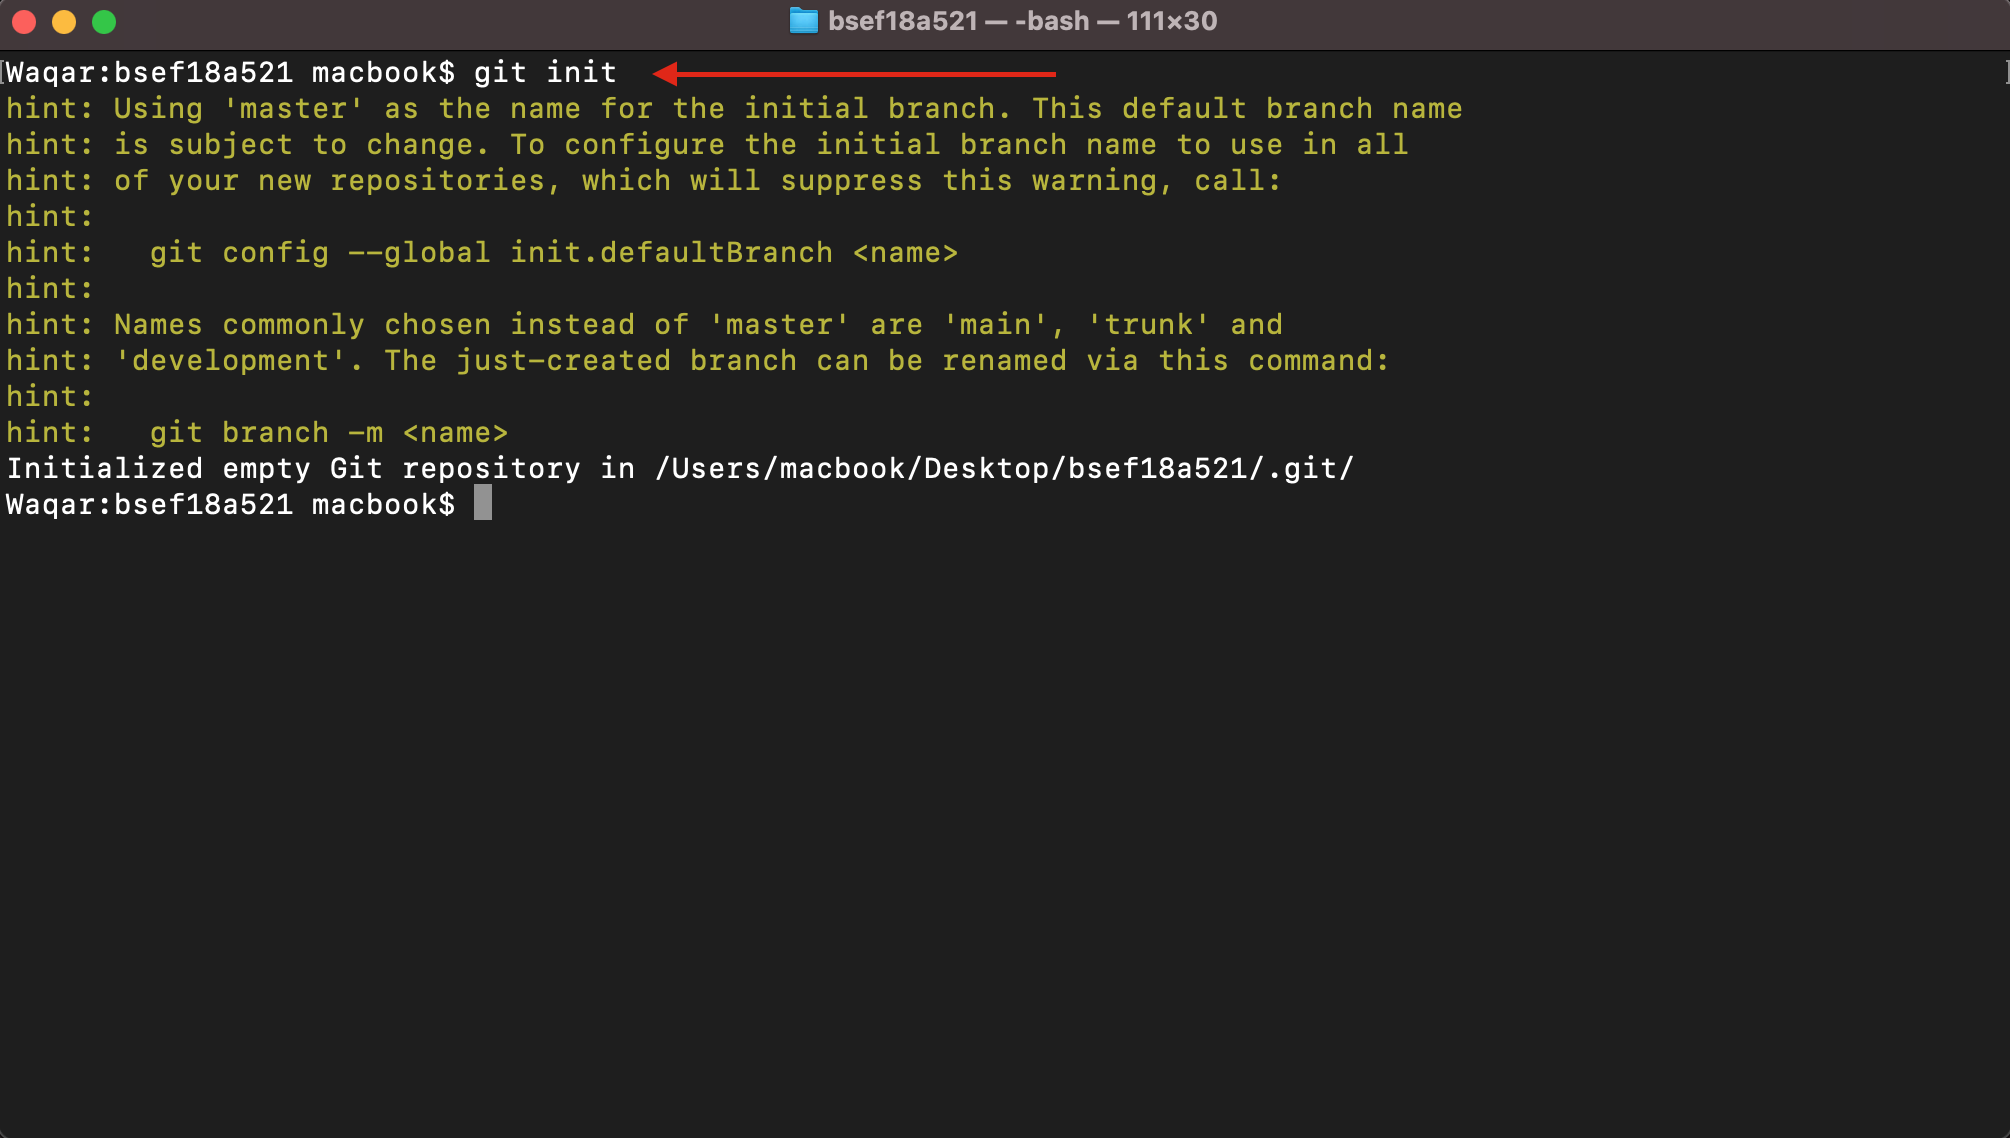 bsef18a521 — -bash — 111×30
Waqar:bsef18a521 macbook$ git init
hint: Using 'master' as the name for the initial branch. This default branch name
hint: is subject to change. To configure the initial branch name to use in all
hint: of your new repositories, which will suppress this warning, call:
hint:
hint:   git config --global init.defaultBranch <name>
hint:
hint: Names commonly chosen instead of 'master' are 'main', 'trunk' and
hint: 'development'. The just-created branch can be renamed via this command:
hint:
hint:   git branch -m <name>
Initialized empty Git repository in /Users/macbook/Desktop/bsef18a521/.git/
Waqar:bsef18a521 macbook$